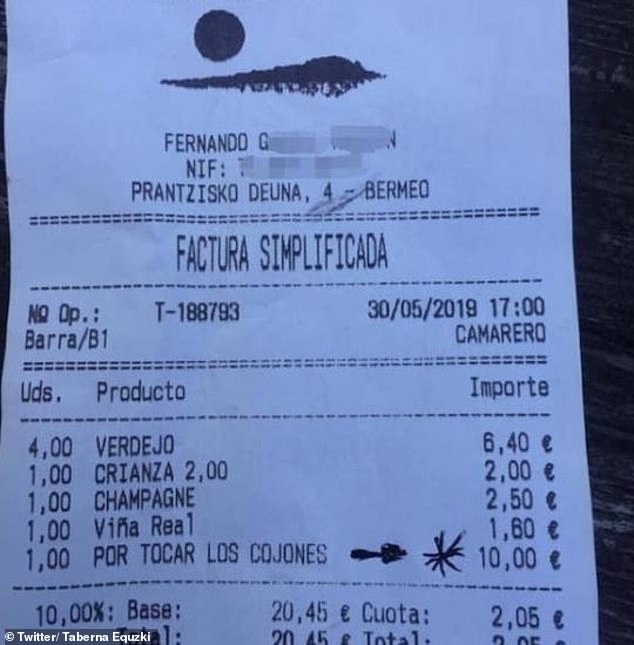 FERNANDO G
NIF:
PRANTZISKO DEUNA, 4 - BERMEO
FACTURA SIMPLIFICADA
Nº Op.: T-188793 30/05/2019 17:00
Barra/B1 CAMARERO
Uds. Producto Importe
4,00 VERDEJO 6,40 €
1,00 CRIANZA 2,00 2,00 €
1,00 CHAMPAGNE 2,50 €
1,00 Viña Real 1,60 €
1,00 POR TOCAR LOS COJONES 10,00 €
10,00%: Base: 20,45 € Cuota: 2,05 €
Total: 20,45 € Total: 2,05 €
© Twitter/ Taberna Equzki